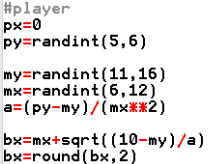 #player
px=0
py=randint(5,6)
my=randint(11,16)
mx=randint(6,12)
a=(py-my)/(mx**2)
bx=mx+sqrt((10-my)/a)
bx=round(bx,2)